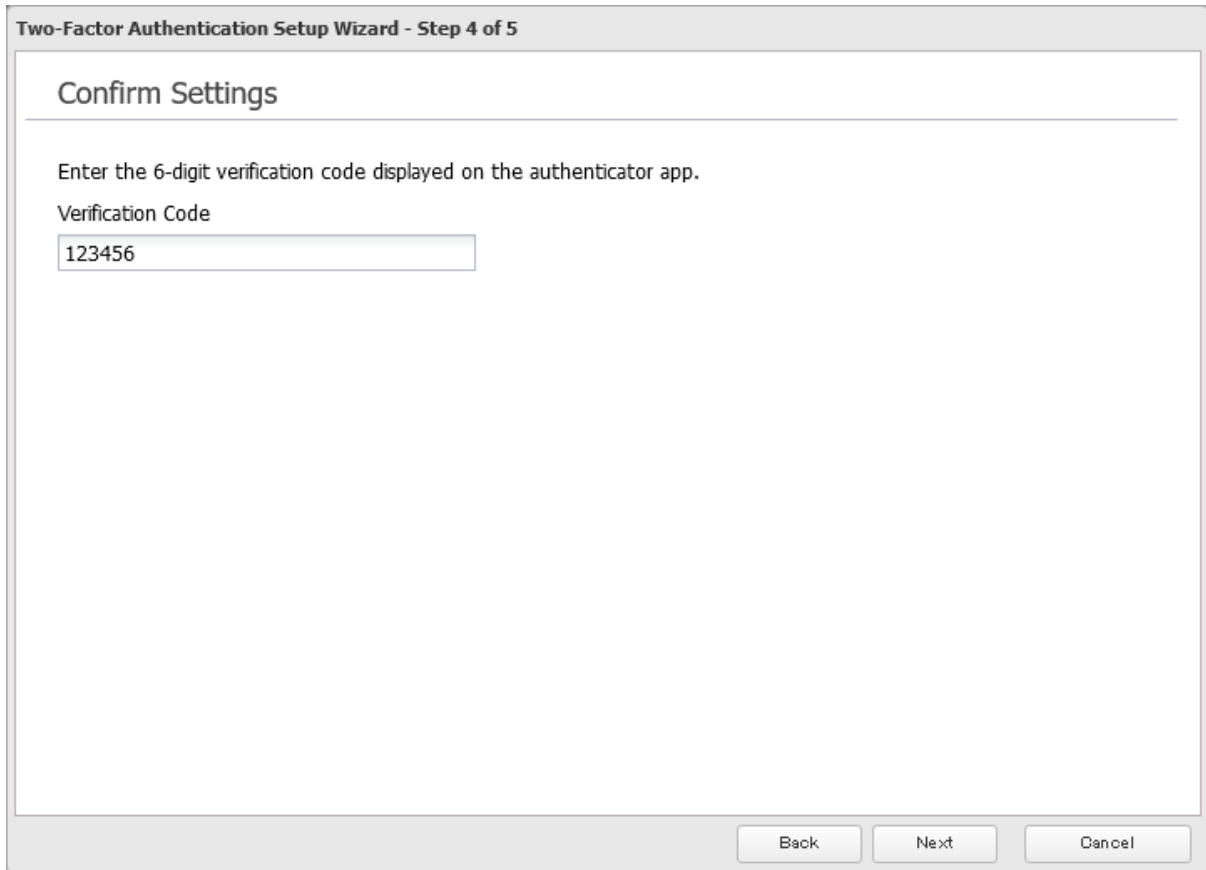 Two-Factor Authentication Setup Wizard - Step 4 of 5
Confirm Settings
Enter the 6-digit verification code displayed on the authenticator app.
Verification Code
123456
Back Next Cancel